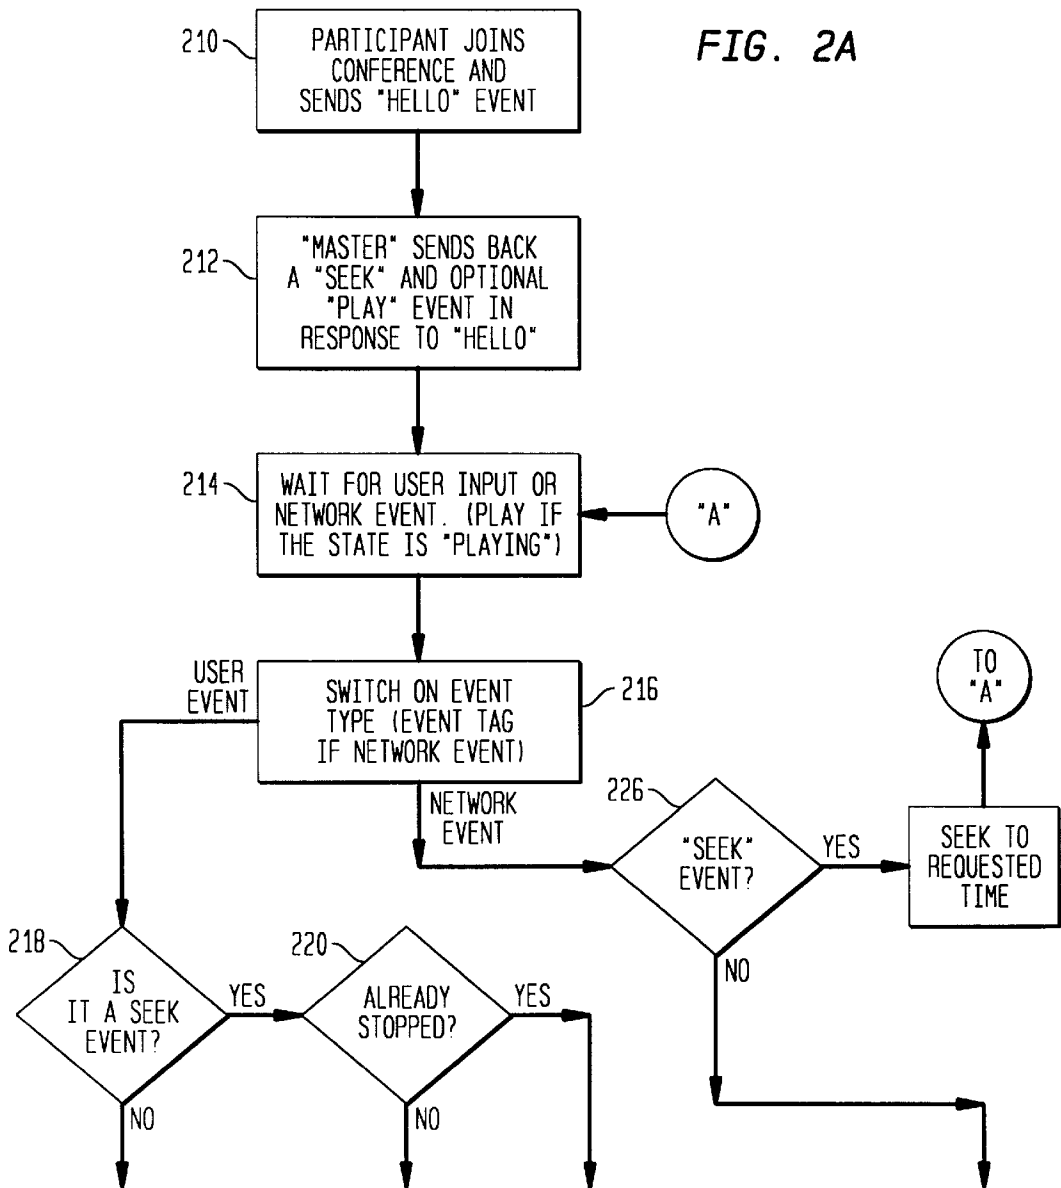 FIG. 2A
210
PARTICIPANT JOINS
CONFERENCE AND
SENDS "HELLO" EVENT
212
"MASTER" SENDS BACK
A "SEEK" AND OPTIONAL
"PLAY" EVENT IN
RESPONSE TO "HELLO"
214
WAIT FOR USER INPUT OR
NETWORK EVENT. (PLAY IF
THE STATE IS "PLAYING")
"A"
USER
EVENT
SWITCH ON EVENT
TYPE (EVENT TAG
IF NETWORK EVENT)
216
TO
"A"
NETWORK
EVENT
226
"SEEK"
EVENT?
YES
SEEK TO
REQUESTED
TIME
NO
218
IS
IT A SEEK
EVENT?
YES
NO
220
ALREADY
STOPPED?
YES
NO